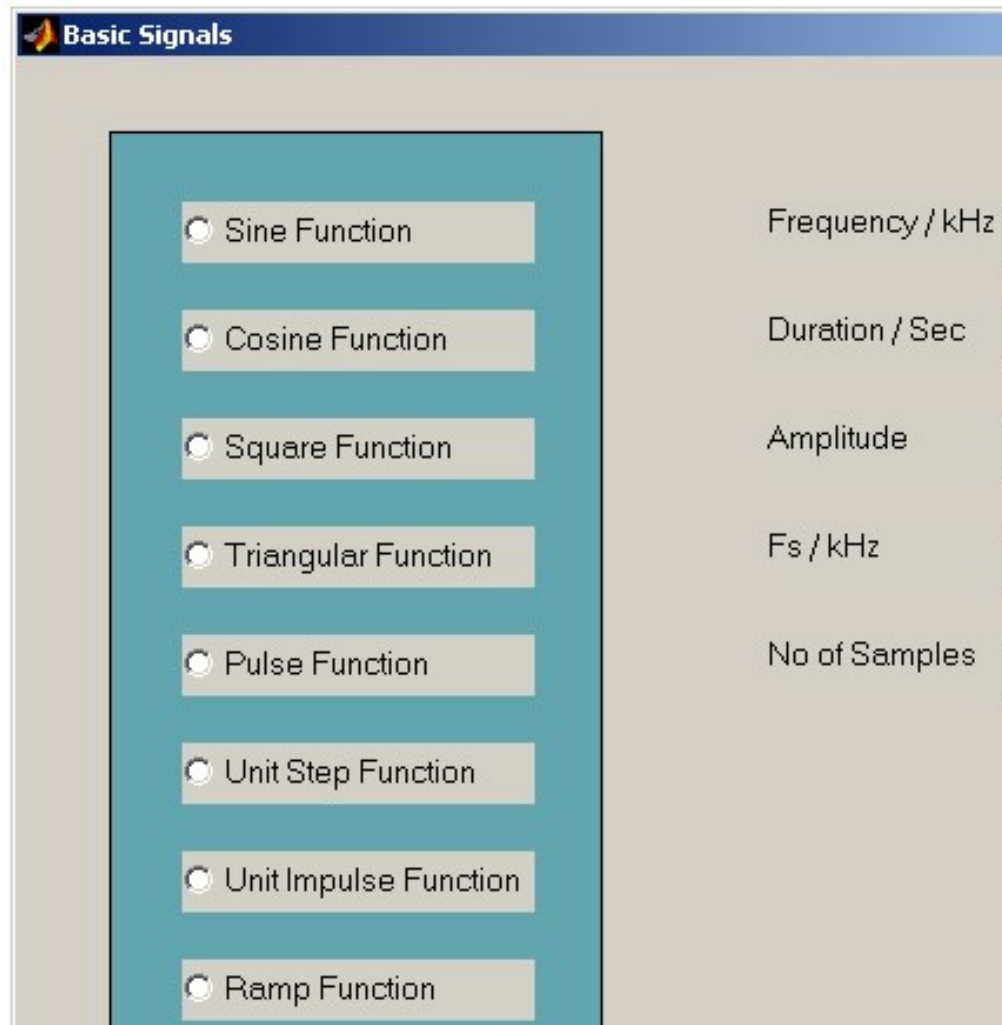 Basic Signals
Sine Function
Cosine Function
Square Function
Triangular Function
Pulse Function
Unit Step Function
Unit Impulse Function
Ramp Function
Frequency / kHz
Duration / Sec
Amplitude
Fs / kHz
No of Samples